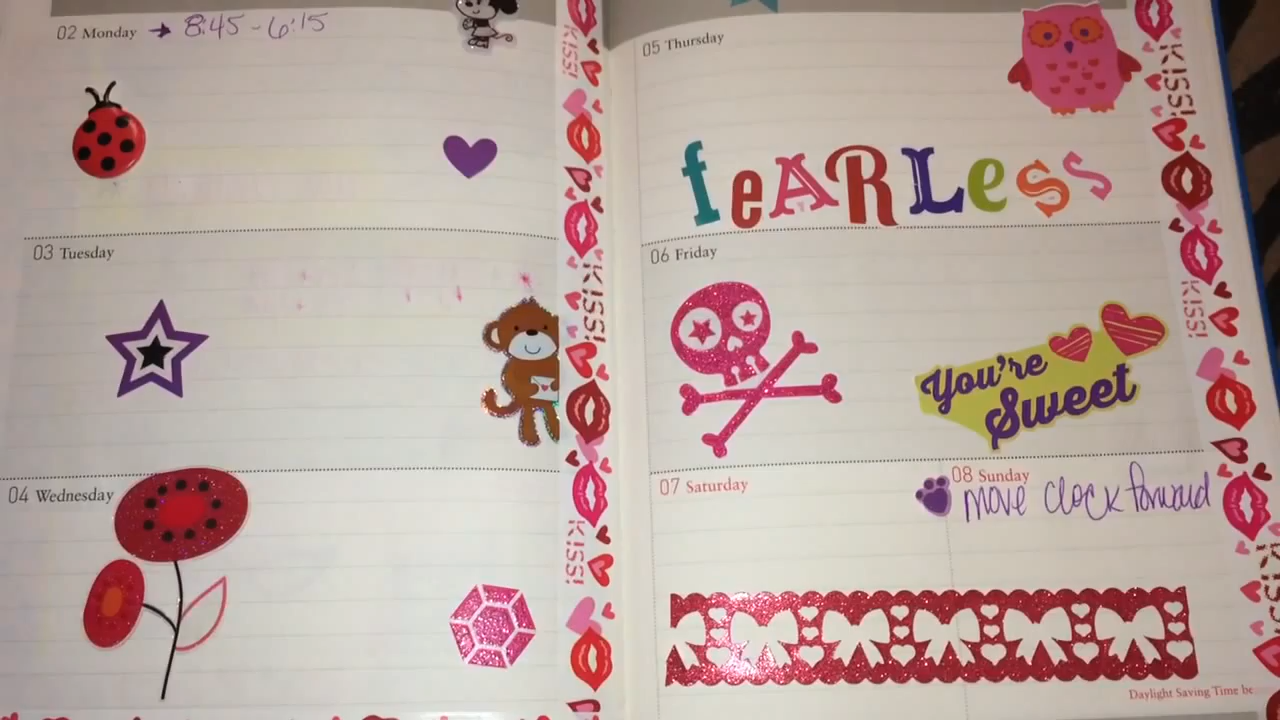 02 Monday → 8:45 - 6:15
03 Tuesday
04 Wednesday
KISS!
KISS!
KISS!
05 Thursday
feARLess
06 Friday
You're
Sweet
07 Saturday
08 Sunday
move clock forward
Daylight Saving Time be
KISS!
KISS!